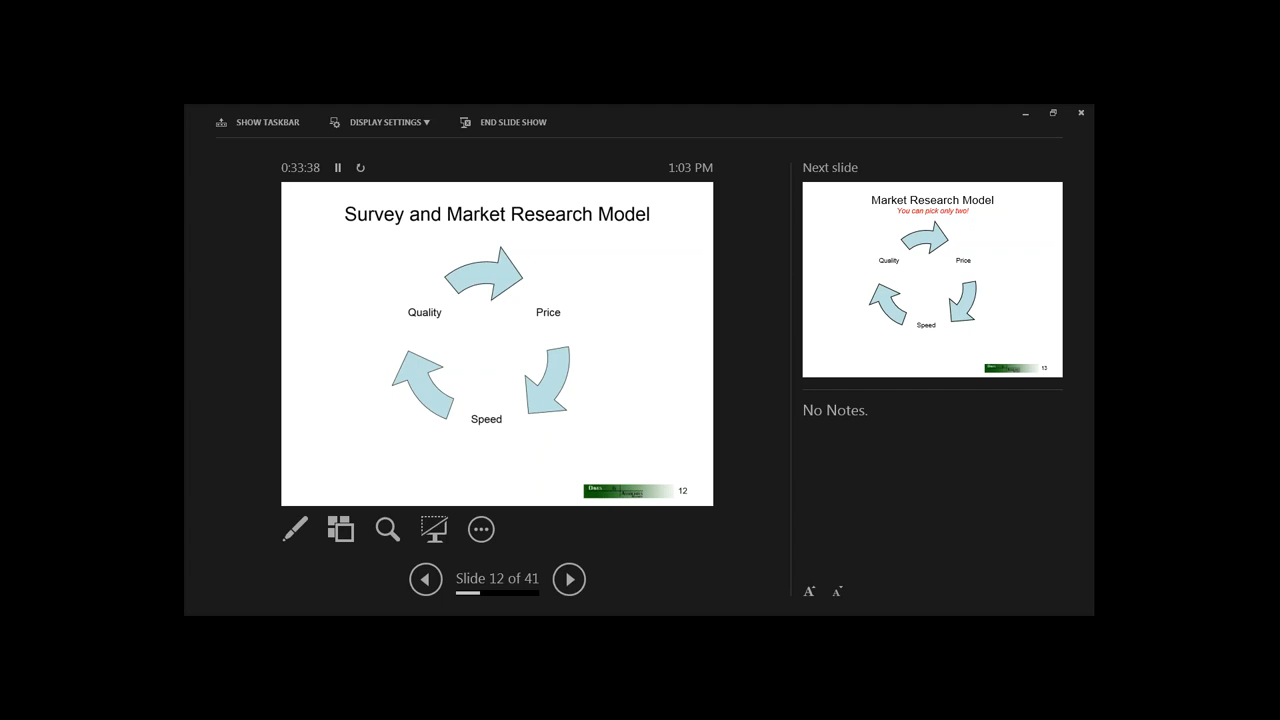 SHOW TASKBAR DISPLAY SETTINGS ▼ END SLIDE SHOW
0:33:38 1:03 PM
Survey and Market Research Model
Quality Price
Speed
12
Slide 12 of 41
Next slide
Market Research Model
You can pick only two!
Quality Price
Speed
13
No Notes.
A A